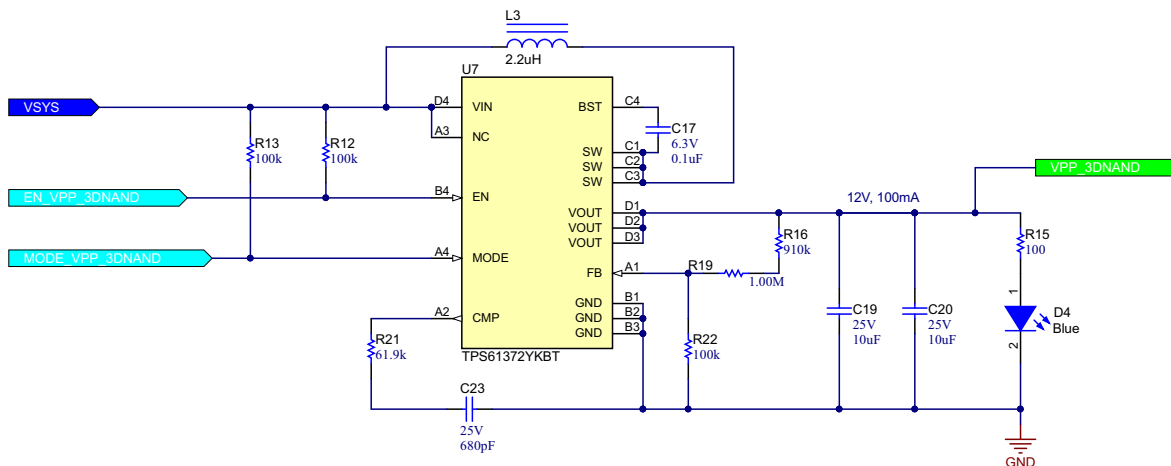 L3
2.2uH
U7
VSYS
D4
VIN
BST
C4
A3
NC
C17
6.3V
0.1uF
R13
100k
R12
100k
SW
C1
SW
C2
SW
C3
VPP_3DNAND
EN_VPP_3DNAND
B4
EN
12V, 100mA
VOUT
D1
VOUT
D2
VOUT
D3
R16
910k
R15
100
MODE_VPP_3DNAND
A4
MODE
FB
A1
R19
1.00M
1
GND
B1
GND
B2
GND
B3
A2
CMP
C19
25V
10uF
C20
25V
10uF
D4
Blue
2
R21
61.9k
R22
100k
TPS61372YKBT
C23
25V
680pF
GND